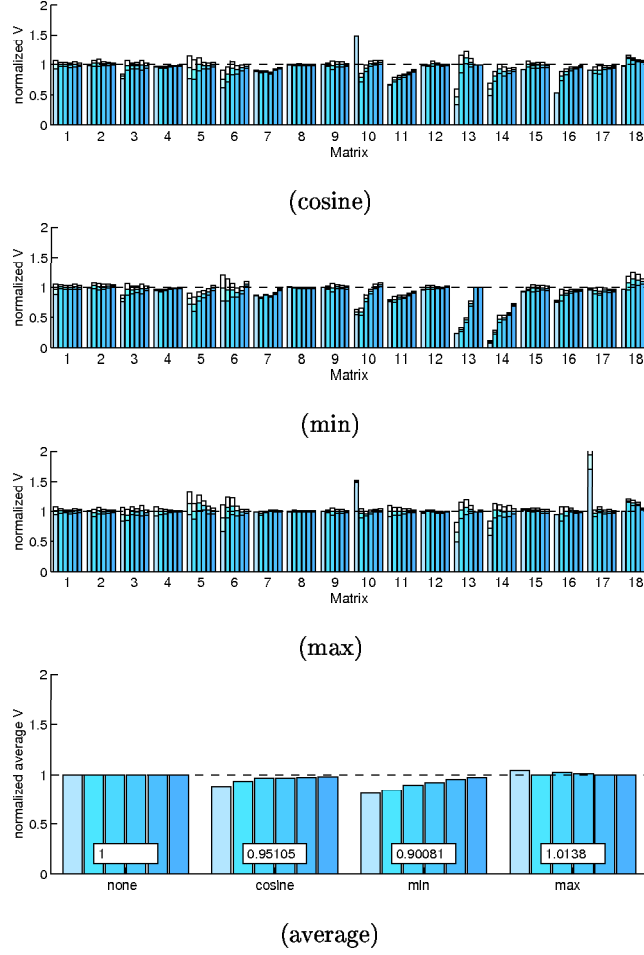 normalized V
2
1.5
1
0.5
0
1 2 3 4 5 6 7 8 9 10 11 12 13 14 15 16 17 18
Matrix
(cosine)
normalized V
2
1.5
1
0.5
0
1 2 3 4 5 6 7 8 9 10 11 12 13 14 15 16 17 18
Matrix
(min)
normalized V
2
1.5
1
0.5
0
1 2 3 4 5 6 7 8 9 10 11 12 13 14 15 16 17 18
Matrix
(max)
normalized average V
2
1.5
1
0.5
0
1 0.95105 0.90081 1.0138
none cosine min max
(average)